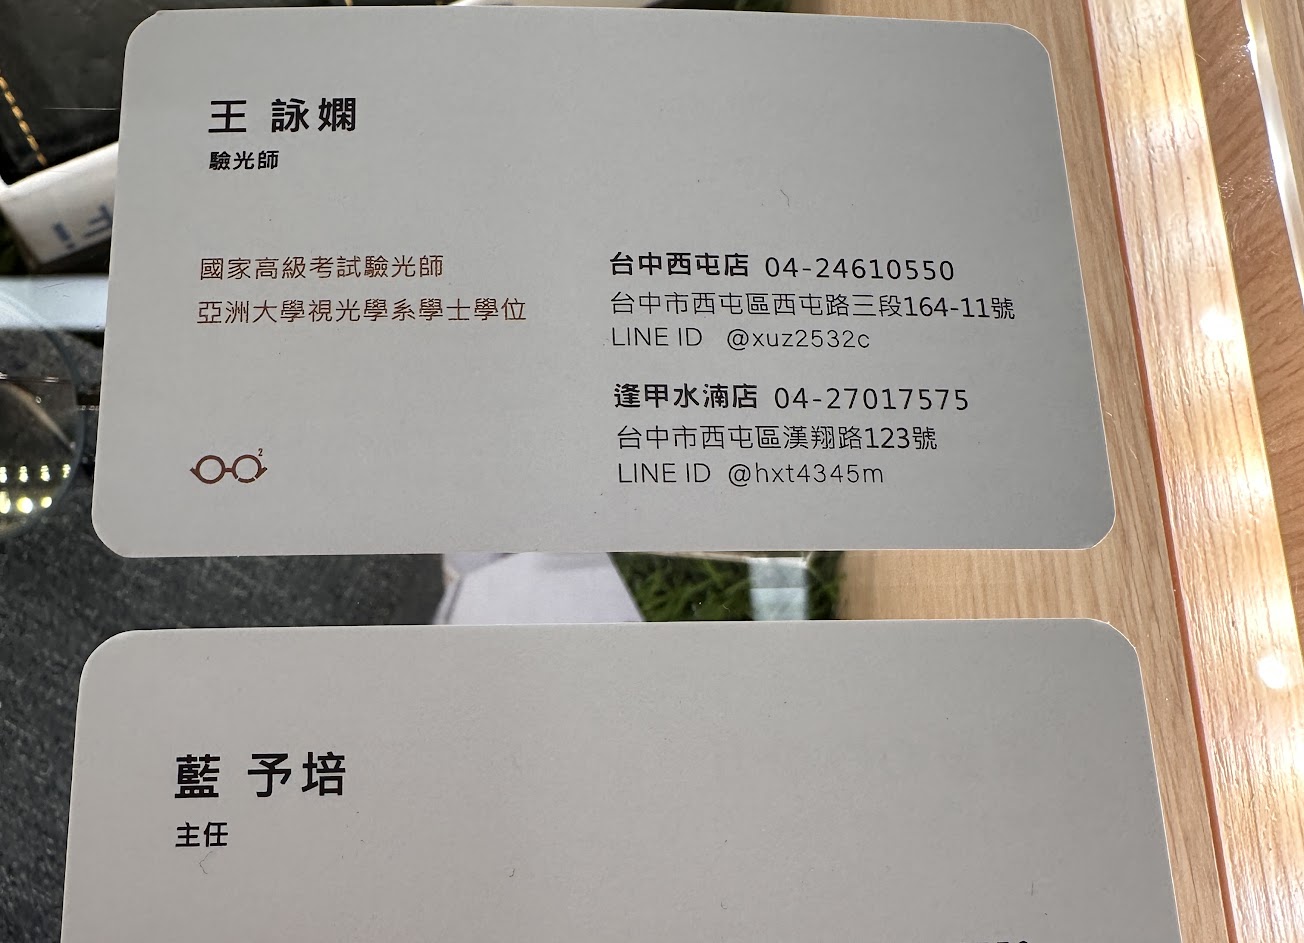 王 詠嫻
驗光師
國家高級考試驗光師
亞洲大學視光學系學士學位
台中西屯店 04-24610550
台中市西屯區西屯路三段164-11號
LINE ID @xuz2532c
逢甲水湳店 04-27017575
台中市西屯區漢翔路123號
LINE ID @hxt4345m
2
藍 予培
主任